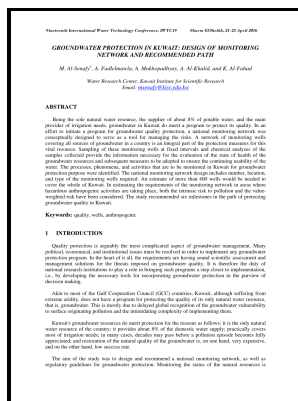 Nineteenth International Water Technology Conference, IWTC19 Sharm ElSheikh, 21-23 April 2016
GROUNDWATER PROTECTION IN KUWAIT: DESIGN OF MONITORING
NETWORK AND RECOMMENDED PATH
M. Al-Senafy, A. Fadlelmawla, A. Mukhopadhyay, A. Al-Khalid, and K. Al-Fahad
Water Research Center, Kuwait Institute for Scientific Research
Email: msenafy@kisr.edu.kw
ABSTRACT
Being the sole natural water resource, the supplier of about 8% of potable water, and the main
provider of irrigation needs, groundwater in Kuwait do merit a program to protect its quality. In an
effort to initiate a program for groundwater quality protection, a national monitoring network was
conceptually designed to serve as a tool for managing the risks. A network of monitoring wells
covering all sources of groundwater in a country is an integral part of the protection measures for this
vital resource. Sampling of these monitoring wells at fixed intervals and chemical analyses of the
samples collected provide the information necessary for the evaluation of the state of health of the
groundwater resources and subsequent measures to be adopted to ensure the continuing usability of the
water. The processes, phenomena, and activities that are to be monitored in Kuwait for groundwater
protection purpose were identified. The national monitoring network design includes number, location,
and type of the monitoring wells required. An estimate of more than 400 wells would be needed to
cover the whole of Kuwait. In estimating the requirements of the monitoring network in areas where
hazardous anthropogenic activities are taking place, both the intrinsic risk to pollution and the value-
weighted risk have been considered. The study recommended six milestones in the path of protecting
groundwater quality in Kuwait.
Keywords: quality, wells, anthropogenic
1 INTRODUCTION
Quality protection is arguably the most complicated aspect of groundwater management. Many
political, economical, and institutional issues must be resolved in order to implement any groundwater
protection program. In the heart of it all, the requirements are having sound scientific assessment and
management solutions for the threats imposed on groundwater quality. It is therefore the duty of
national research institutions to play a role in bringing such programs a step closer to implementation,
i.e., by developing the necessary tools for incorporating groundwater protection in the purview of
decision making.
Akin to most of the Gulf Cooperation Council (GCC) countries, Kuwait, although suffering from
extreme aridity, does not have a program for protecting the quality of its only natural water resource,
that is, groundwater. This is mostly due to delayed global recognition of the groundwater vulnerability
to surface originating pollution and the intimidating complexity of implementing them.
Kuwait's groundwater resources do merit protection for the reasons as follows: it is the only natural
water resource of the country; it provides about 8% of the domestic water supply; practically covers
most of irrigation needs; in many cases, decades may pass before a pollution episode becomes fully
appreciated; and restoration of the natural quality of the groundwater is, on one hand, very expensive,
and on the other hand, low success rate.
The aim of the study was to design and recommend a national monitoring network, as well as
regulatory guidelines for groundwater protection. Monitoring the status of the natural resources is